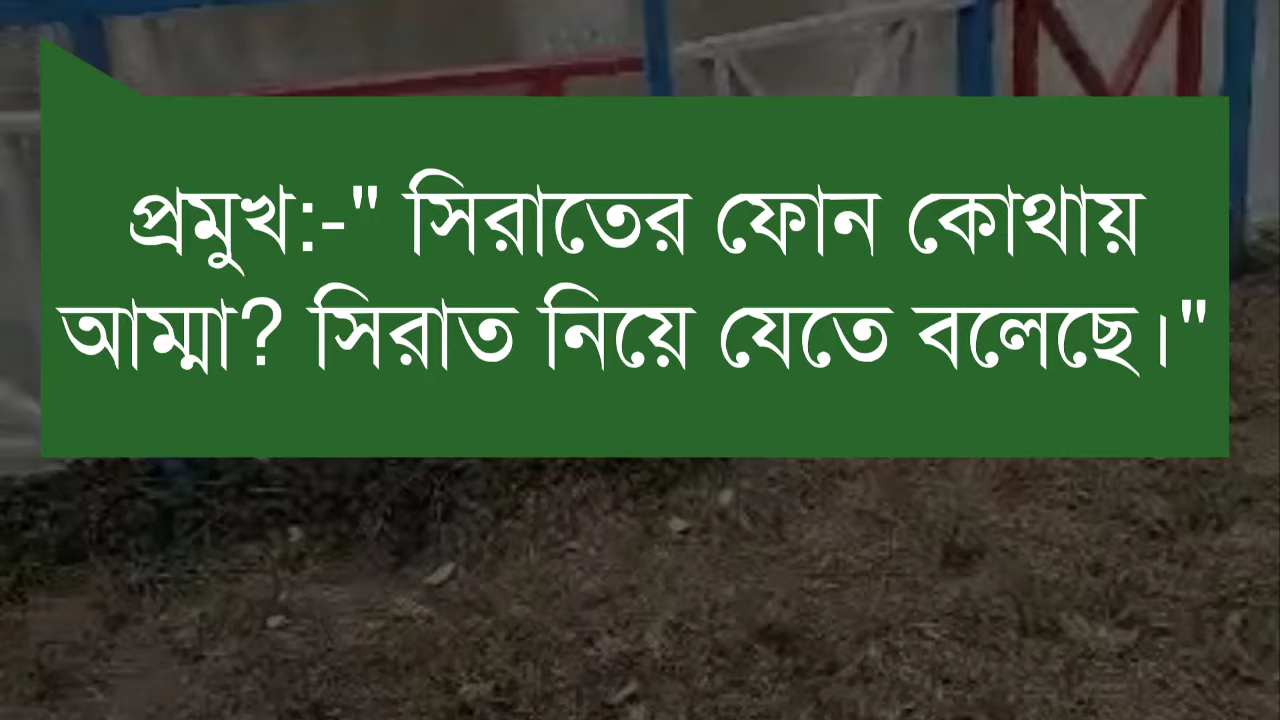 প্রমুখ:-" সিরাতের ফোন কোথায়
আম্মা? সিরাত নিয়ে যেতে বলেছে।"